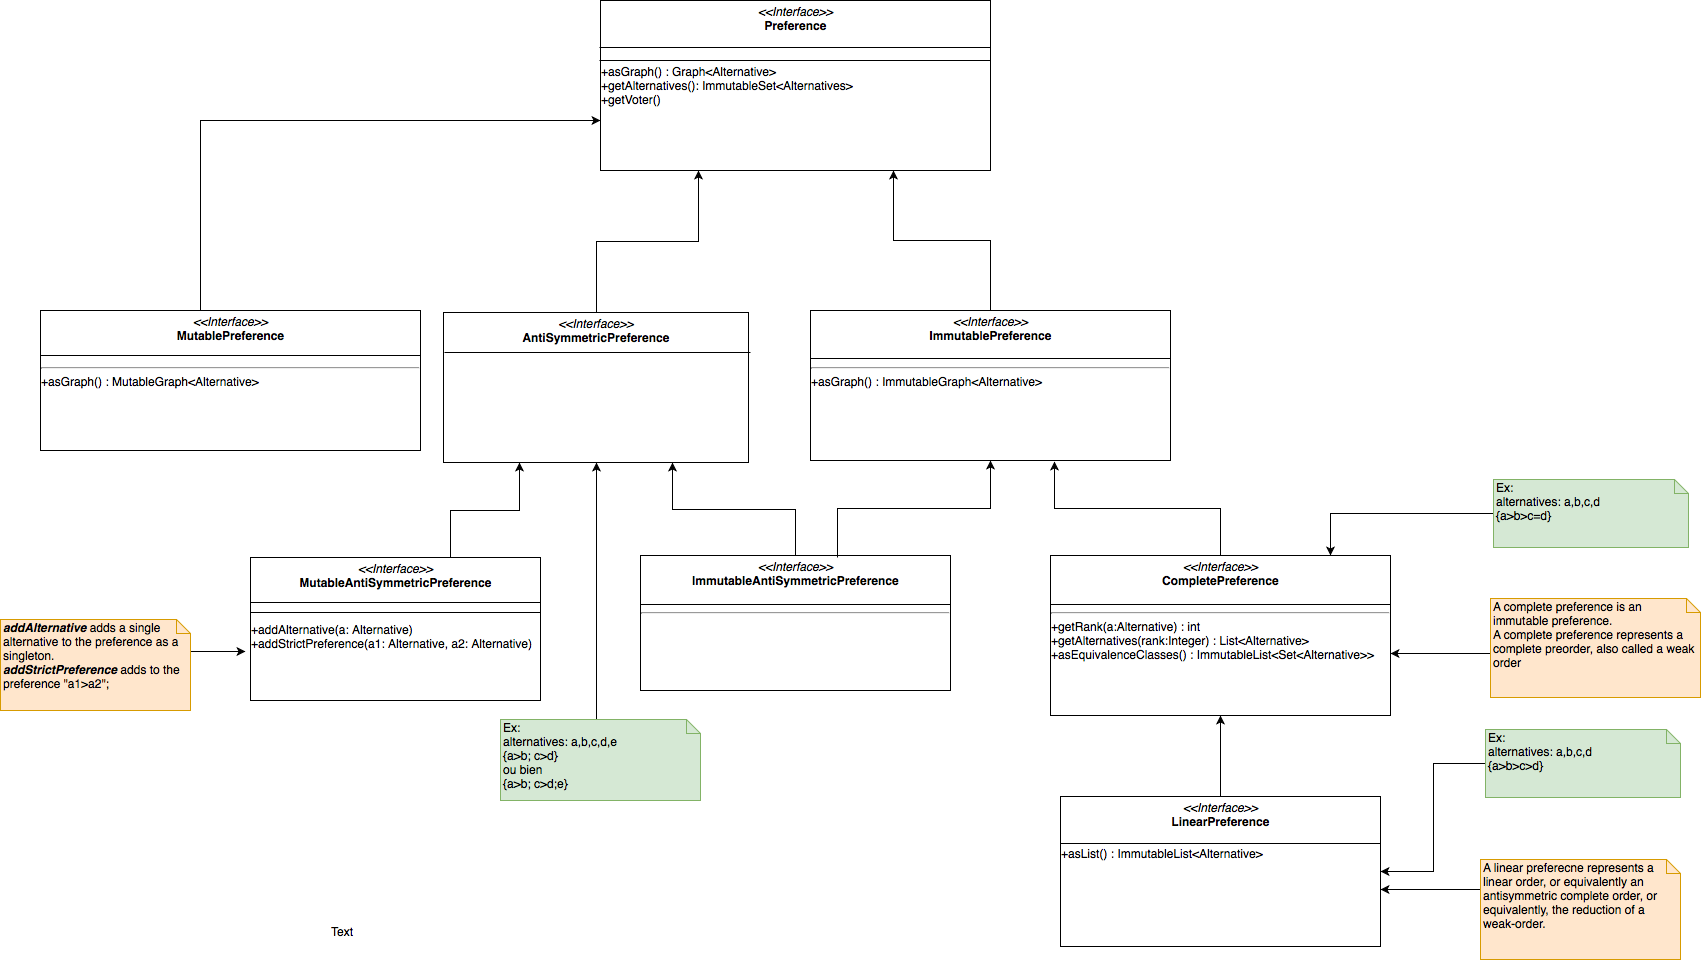 <<Interface>>
Preference
+asGraph() : Graph<Alternative>
+getAlternatives(): ImmutableSet<Alternatives>
+getVoter()
<<Interface>>
MutablePreference
+asGraph() : MutableGraph<Alternative>
<<Interface>>
AntiSymmetricPreference
<<Interface>>
ImmutablePreference
+asGraph() : ImmutableGraph<Alternative>
Ex:
alternatives: a,b,c,d
{a>b>c=d}
<<Interface>>
MutableAntiSymmetricPreference
+addAlternative(a: Alternative)
+addStrictPreference(a1: Alternative, a2: Alternative)
<<Interface>>
ImmutableAntiSymmetricPreference
<<Interface>>
CompletePreference
+getRank(a:Alternative) : int
+getAlternatives(rank:Integer) : List<Alternative>
+asEquivalenceClasses() : ImmutableList<Set<Alternative>>
A complete preference is an
immutable preference.
A complete preference represents a
complete preorder, also called a weak
order
addAlternative adds a single
alternative to the preference as a
singleton.
addStrictPreference adds to the
preference "a1>a2";
Ex:
alternatives: a,b,c,d,e
{a>b; c>d}
ou bien
{a>b; c>d;e}
Ex:
alternatives: a,b,c,d
{a>b>c>d}
<<Interface>>
LinearPreference
+asList() : ImmutableList<Alternative>
A linear preferecne represents a
linear order, or equivalently an
antisymmetric complete order, or
equivalently, the reduction of a
weak-order.
Text